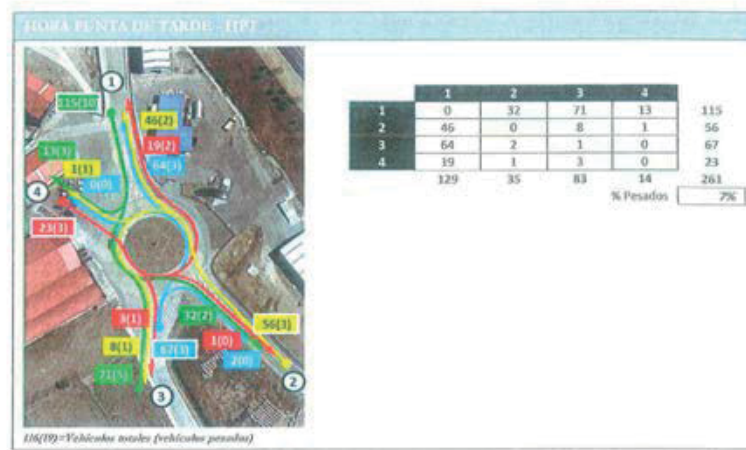 HORA PUNTA DE TARDE - HPT
1
115(10)
46(2)
19(2)
64(3)
13(3)
1(1)
0(0)
4
23(3)
3(1)
8(1)
71(5)
67(3)
32(2)
1(0)
2(0)
56(3)
2
3
116(19)=Vehículos totales (vehículos pesados)
1 2 3 4
1 0 32 71 13 115
2 46 0 8 1 56
3 64 2 1 0 67
4 19 1 3 0 23
129 35 83 14 261
% Pesados 7%